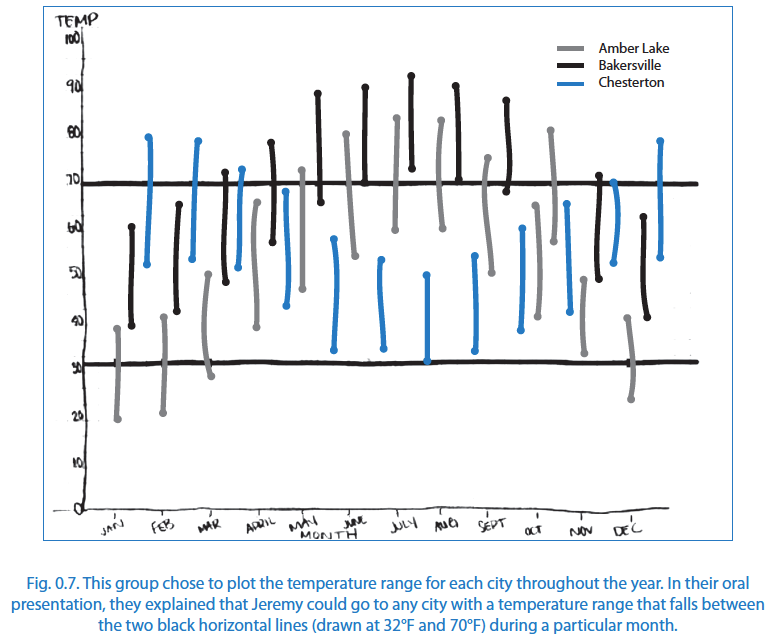 TEMP
100
90
80
70
60
50
40
30
20
10
0
Amber Lake
Bakersville
Chesterton
JAN FEB MAR APRIL MAY JUNE JULY AUG SEPT OCT NOV DEC
MONTH
Fig. 0.7. This group chose to plot the temperature range for each city throughout the year. In their oral
presentation, they explained that Jeremy could go to any city with a temperature range that falls between
the two black horizontal lines (drawn at 32°F and 70°F) during a particular month.